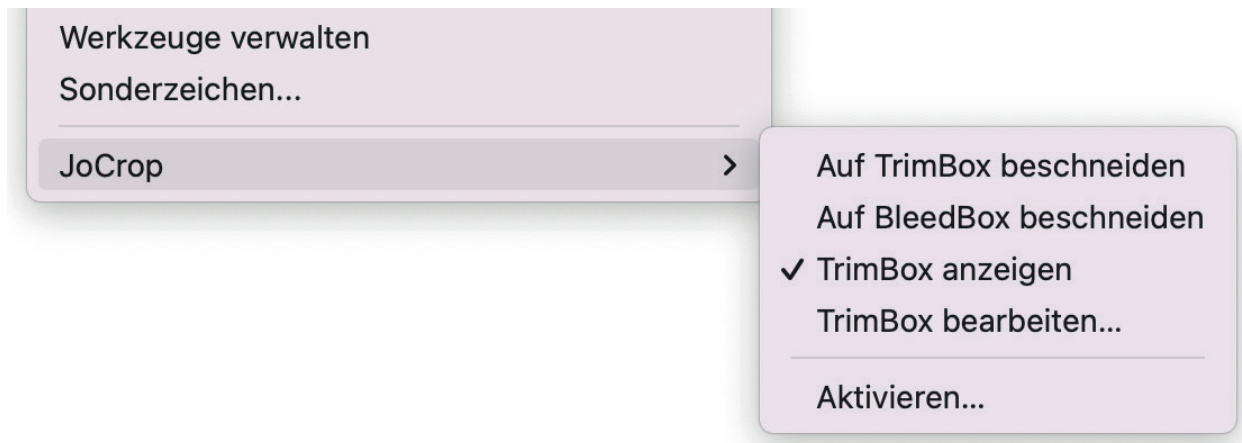 Werkzeuge verwalten
Sonderzeichen...
JoCrop
Auf TrimBox beschneiden
Auf BleedBox beschneiden
TrimBox anzeigen
TrimBox bearbeiten...
Aktivieren...